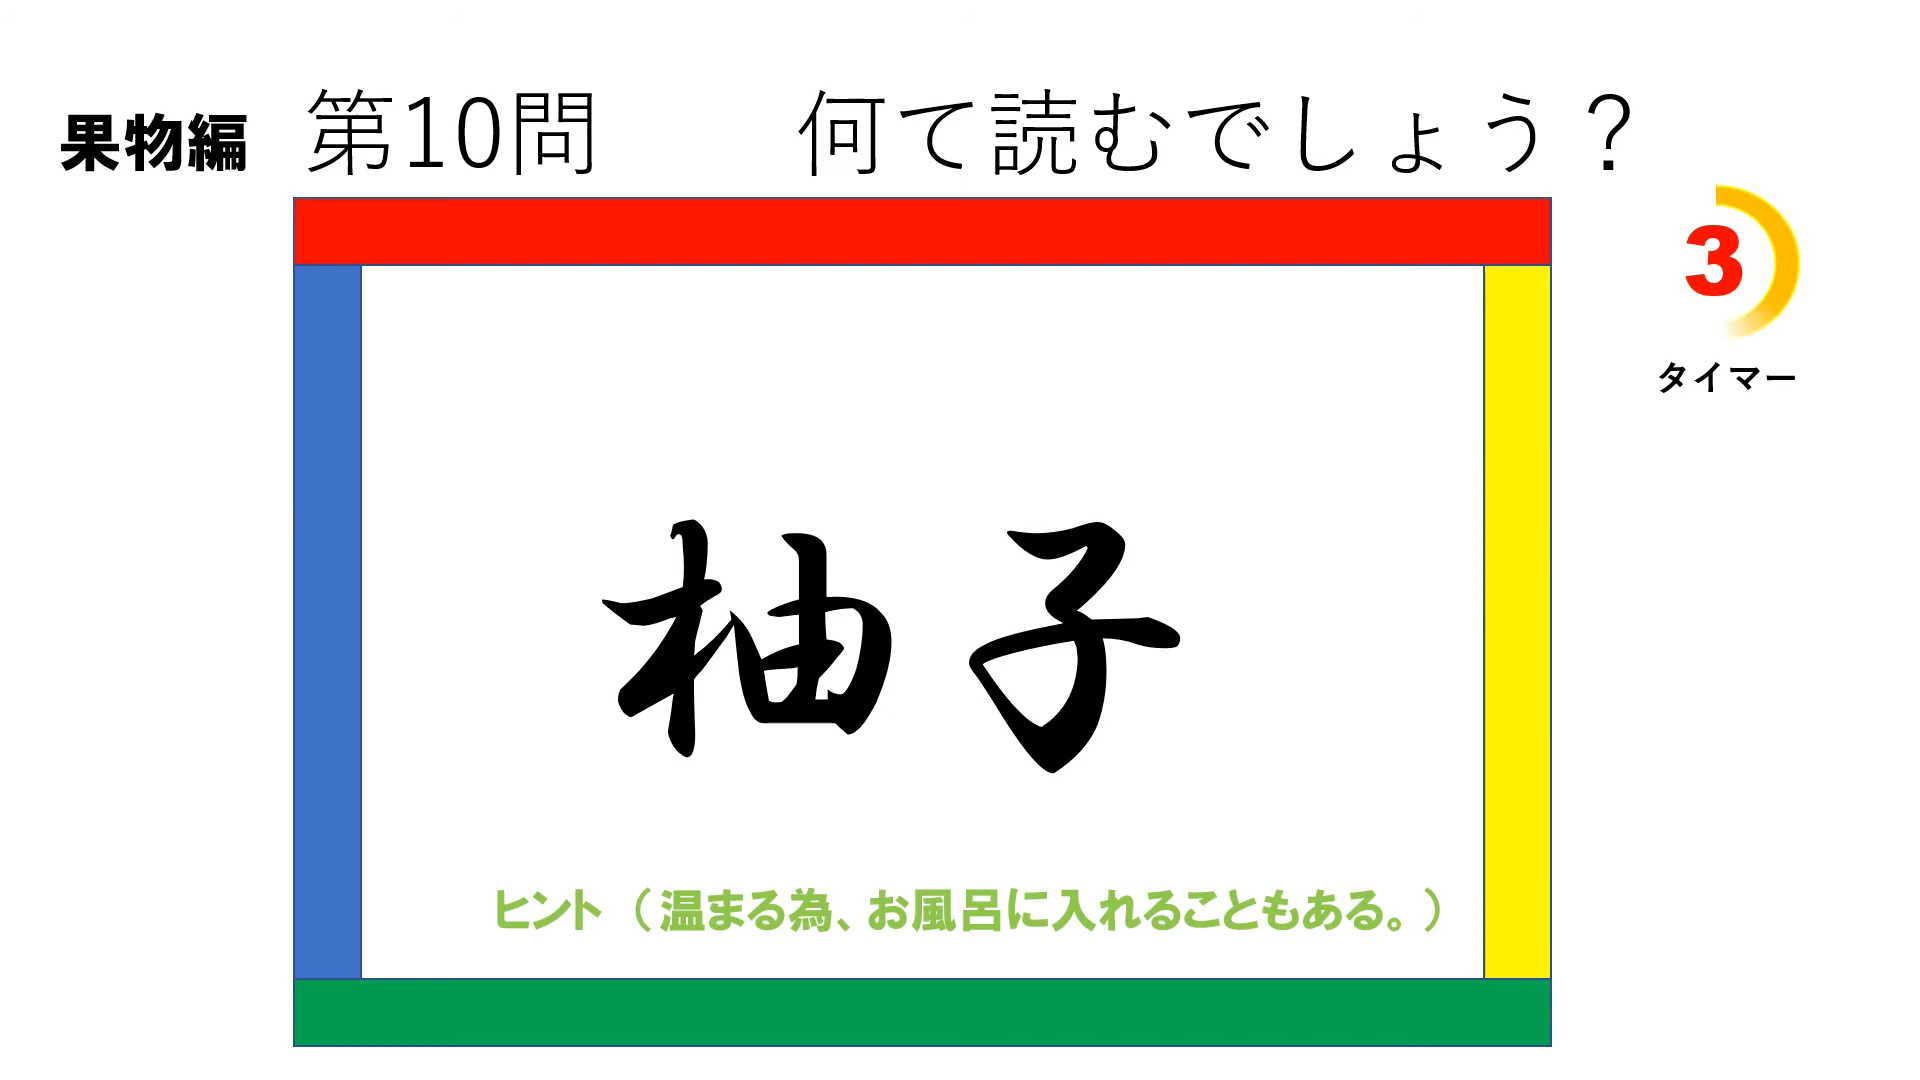 果物編 第10問 何て読むでしょう？
3
タイマー
柚子
ヒント（温まる為、お風呂に入れることもある。）